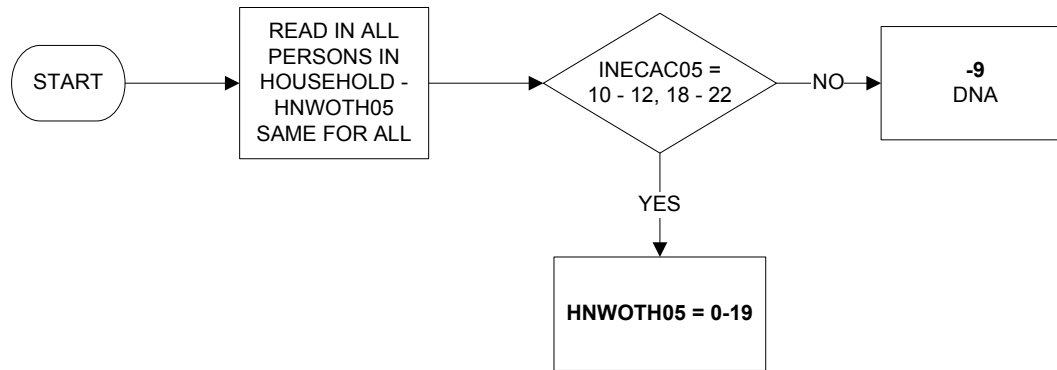 START
READ IN ALL
PERSONS IN
HOUSEHOLD -
HNWOTH05
SAME FOR ALL
INECAC05 =
10 - 12, 18 - 22
NO
-9
DNA
YES
HNWOTH05 = 0-19